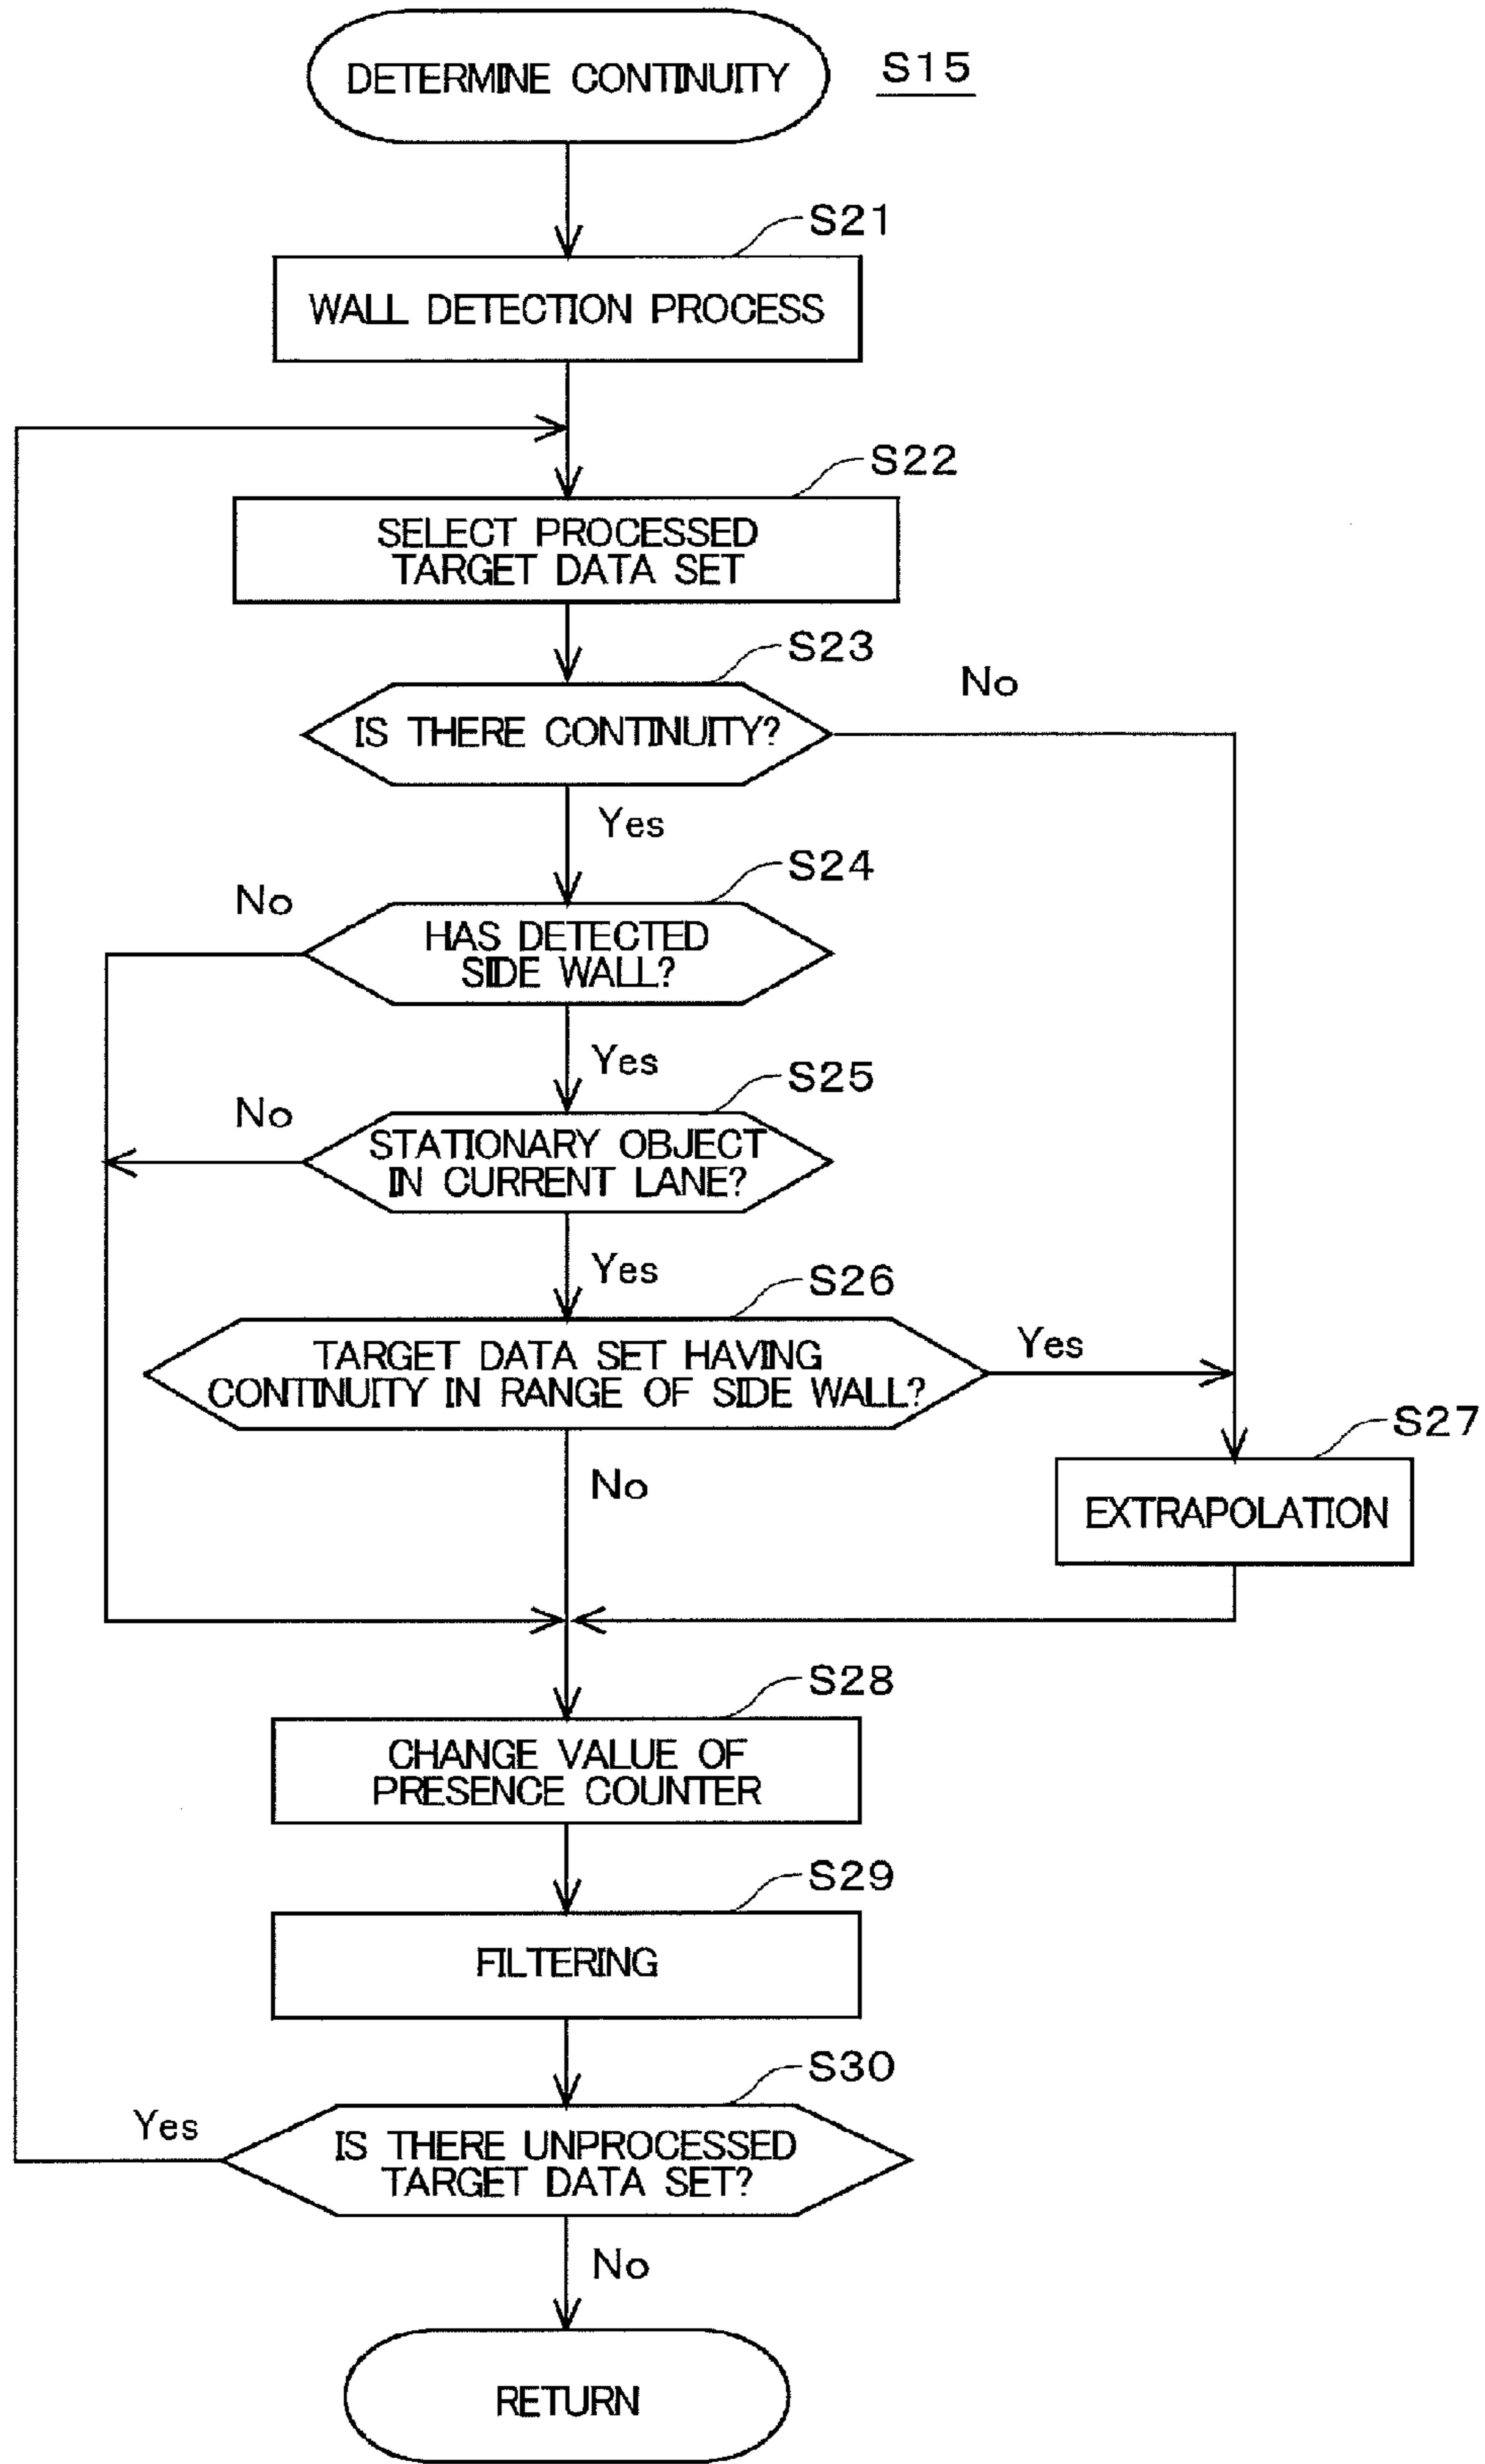 DETERMINE CONTINUITY
S15
S21
WALL DETECTION PROCESS
S22
SELECT PROCESSED
TARGET DATA SET
S23
No
IS THERE CONTINUITY?
Yes
S24
No
HAS DETECTED
SIDE WALL?
Yes
S25
No
STATIONARY OBJECT
IN CURRENT LANE?
Yes
S26
TARGET DATA SET HAVING
CONTINUITY IN RANGE OF SIDE WALL?
Yes
S27
No
EXTRAPOLATION
S28
CHANGE VALUE OF
PRESENCE COUNTER
S29
FILTERING
S30
Yes
IS THERE UNPROCESSED
TARGET DATA SET?
No
RETURN